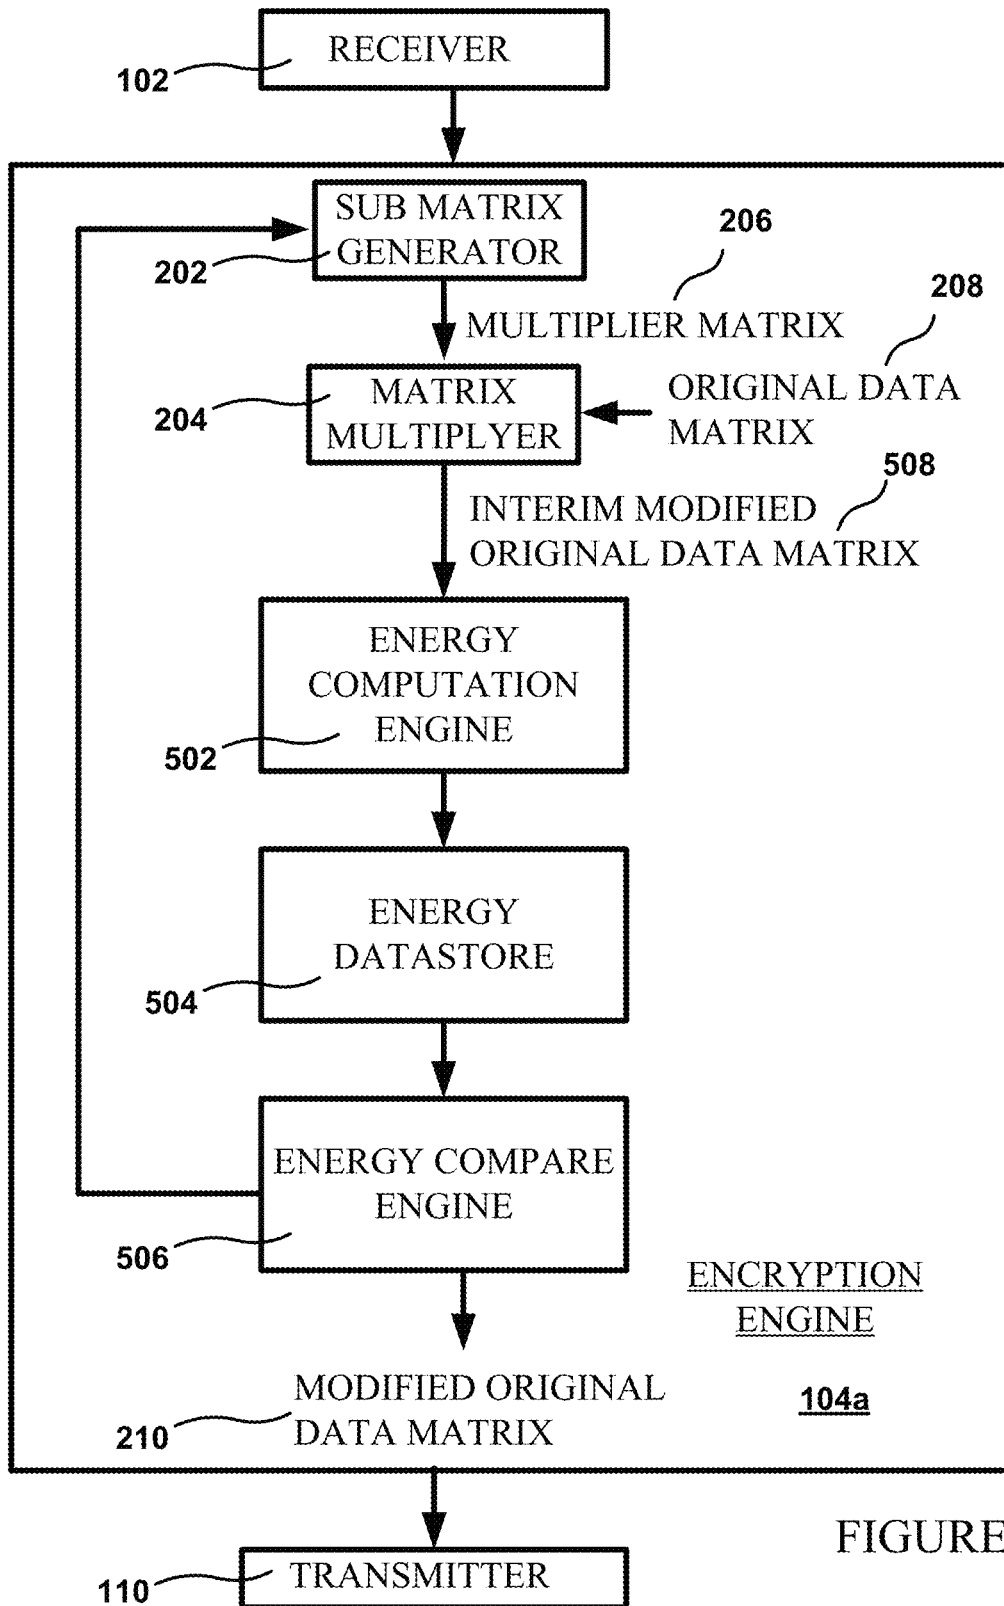 RECEIVER
102
SUB MATRIX
GENERATOR
202
206
MULTIPLIER MATRIX
208
MATRIX
MULTIPLYER
204
ORIGINAL DATA
MATRIX
508
INTERIM MODIFIED
ORIGINAL DATA MATRIX
ENERGY
COMPUTATION
ENGINE
502
ENERGY
DATASTORE
504
ENERGY COMPARE
ENGINE
506
ENCRYPTION
ENGINE
104a
MODIFIED ORIGINAL
DATA MATRIX
210
FIGURE
TRANSMITTER
110